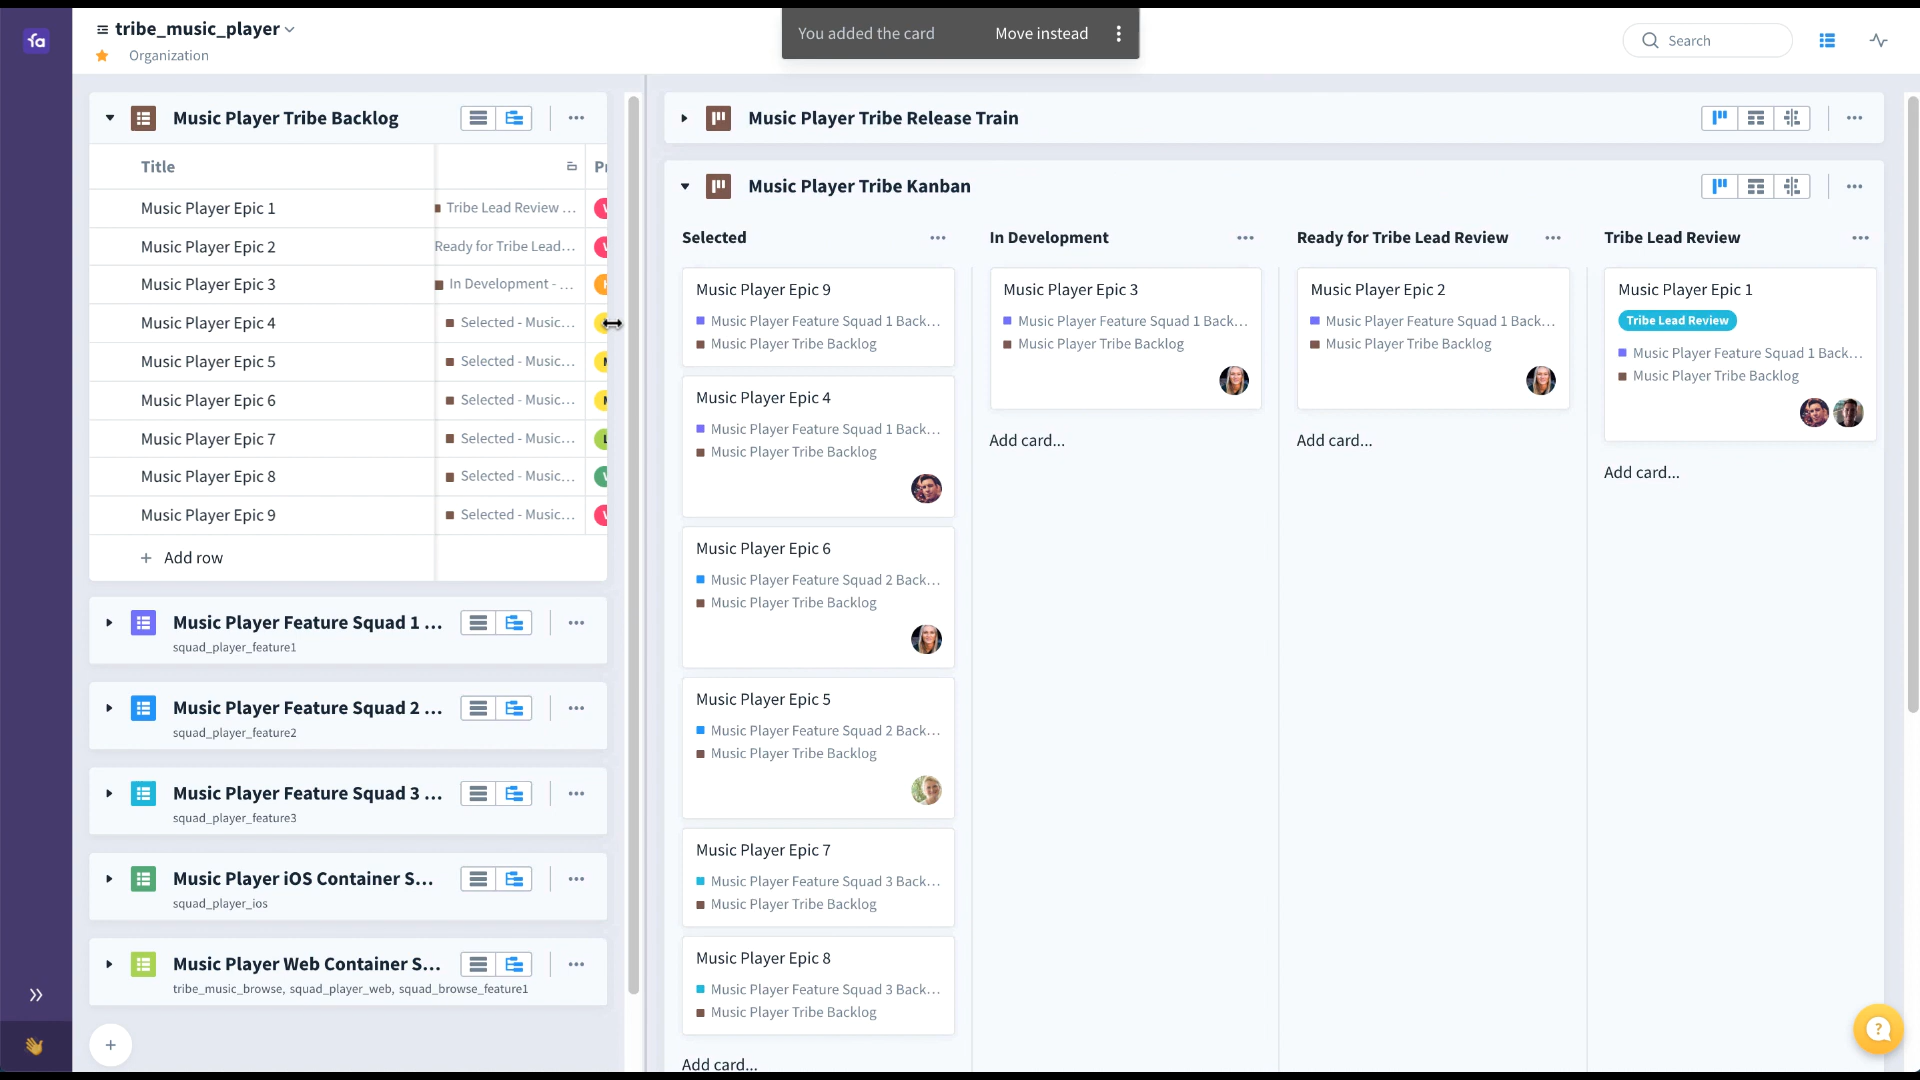 fa
tribe_music_player
Organization
You added the card
Move instead
Search
Music Player Tribe Backlog
Title
Music Player Epic 1
Tribe Lead Review ...
Music Player Epic 2
Ready for Tribe Lead...
Music Player Epic 3
In Development - ...
Music Player Epic 4
Selected - Music...
Music Player Epic 5
Selected - Music...
Music Player Epic 6
Selected - Music...
Music Player Epic 7
Selected - Music...
Music Player Epic 8
Selected - Music...
Music Player Epic 9
Selected - Music...
+ Add row
Music Player Feature Squad 1 ...
squad_player_feature1
Music Player Feature Squad 2 ...
squad_player_feature2
Music Player Feature Squad 3 ...
squad_player_feature3
Music Player iOS Container S...
squad_player_ios
Music Player Web Container S...
tribe_music_browse, squad_player_web, squad_browse_feature1
Music Player Tribe Release Train
Music Player Tribe Kanban
Selected
Music Player Epic 9
Music Player Feature Squad 1 Back...
Music Player Tribe Backlog
Music Player Epic 4
Music Player Feature Squad 1 Back...
Music Player Tribe Backlog
Music Player Epic 6
Music Player Feature Squad 2 Back...
Music Player Tribe Backlog
Music Player Epic 5
Music Player Feature Squad 2 Back...
Music Player Tribe Backlog
Music Player Epic 7
Music Player Feature Squad 3 Back...
Music Player Tribe Backlog
Music Player Epic 8
Music Player Feature Squad 3 Back...
Music Player Tribe Backlog
Add card...
In Development
Music Player Epic 3
Music Player Feature Squad 1 Back...
Music Player Tribe Backlog
Add card...
Ready for Tribe Lead Review
Music Player Epic 2
Music Player Feature Squad 1 Back...
Music Player Tribe Backlog
Add card...
Tribe Lead Review
Music Player Epic 1
Tribe Lead Review
Music Player Feature Squad 1 Back...
Music Player Tribe Backlog
Add card...
?